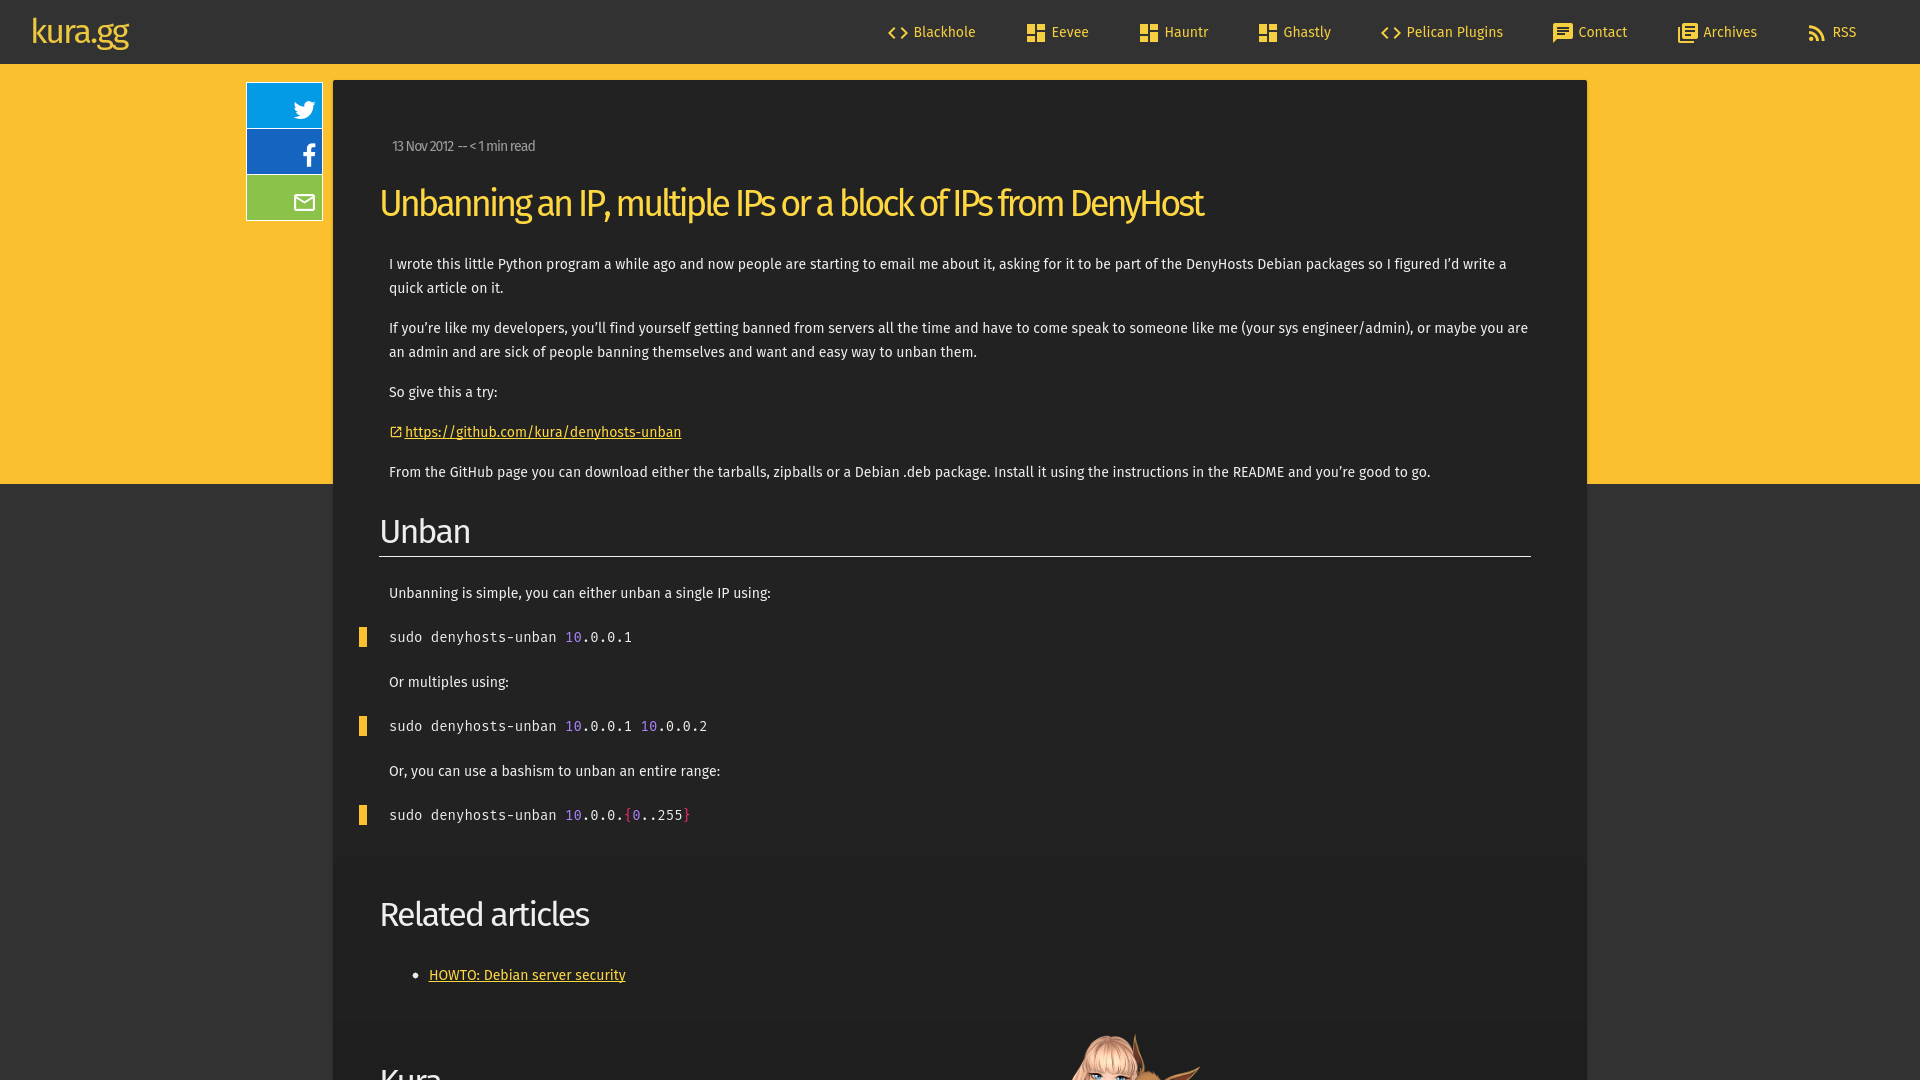 kura.gg
Blackhole
Eevee
Hauntr
Ghastly
Pelican Plugins
Contact
Archives
RSS
13 Nov 2012 -- < 1 min read
Unbanning an IP, multiple IPs or a block of IPs from DenyHost
I wrote this little Python program a while ago and now people are starting to email me about it, asking for it to be part of the DenyHosts Debian packages so I figured I’d write a
quick article on it.
If you’re like my developers, you’ll find yourself getting banned from servers all the time and have to come speak to someone like me (your sys engineer/admin), or maybe you are
an admin and are sick of people banning themselves and want and easy way to unban them.
So give this a try:
https://github.com/kura/denyhosts-unban
From the GitHub page you can download either the tarballs, zipballs or a Debian .deb package. Install it using the instructions in the README and you’re good to go.
Unban
Unbanning is simple, you can either unban a single IP using:
sudo denyhosts-unban 10.0.0.1
Or multiples using:
sudo denyhosts-unban 10.0.0.1 10.0.0.2
Or, you can use a bashism to unban an entire range:
sudo denyhosts-unban 10.0.0.{0..255}
Related articles
HOWTO: Debian server security
Kura